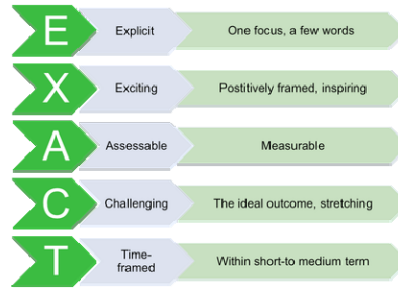 E Explicit One focus, a few words
X Exciting Postitively framed, inspiring
A Assessable Measurable
C Challenging The ideal outcome, stretching
T Time-
framed Within short-to medium term